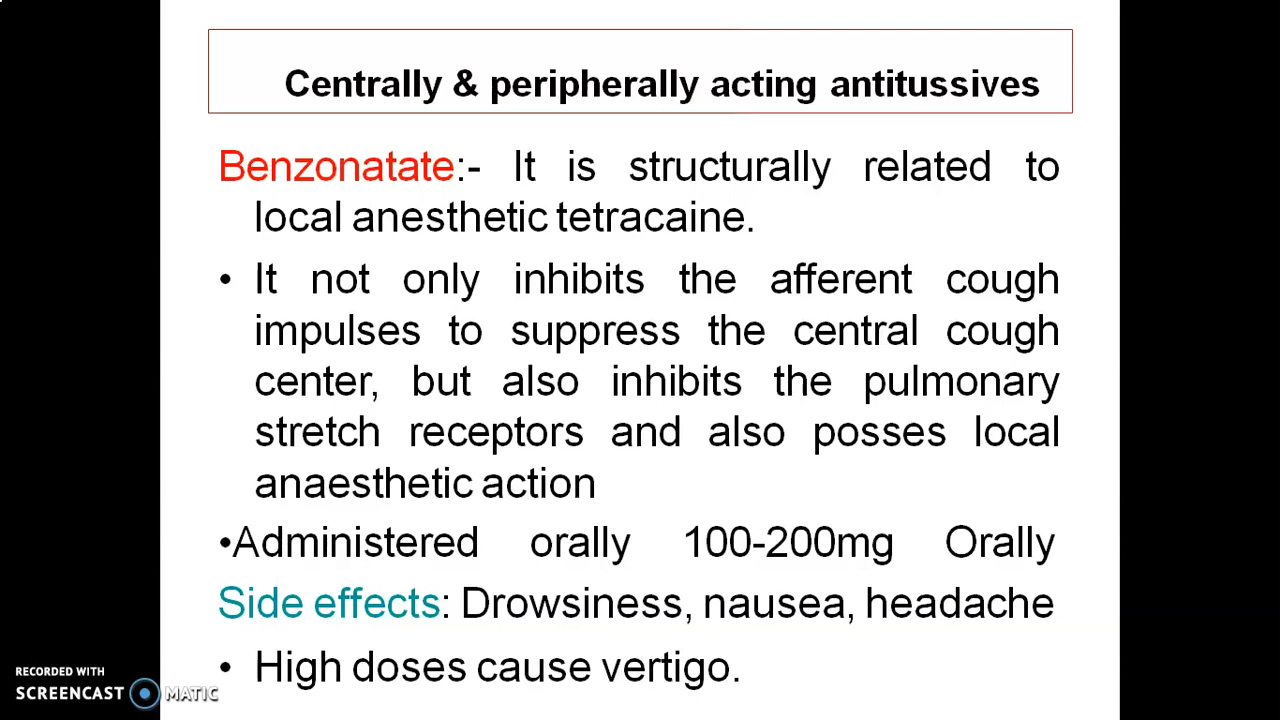 Centrally & peripherally acting antitussives
Benzonatate:- It is structurally related to
local anesthetic tetracaine.
• It not only inhibits the afferent cough
impulses to suppress the central cough
center, but also inhibits the pulmonary
stretch receptors and also posses local
anaesthetic action
•Administered orally 100-200mg Orally
Side effects: Drowsiness, nausea, headache
• High doses cause vertigo.
RECORDED WITH
SCREENCAST MATIC